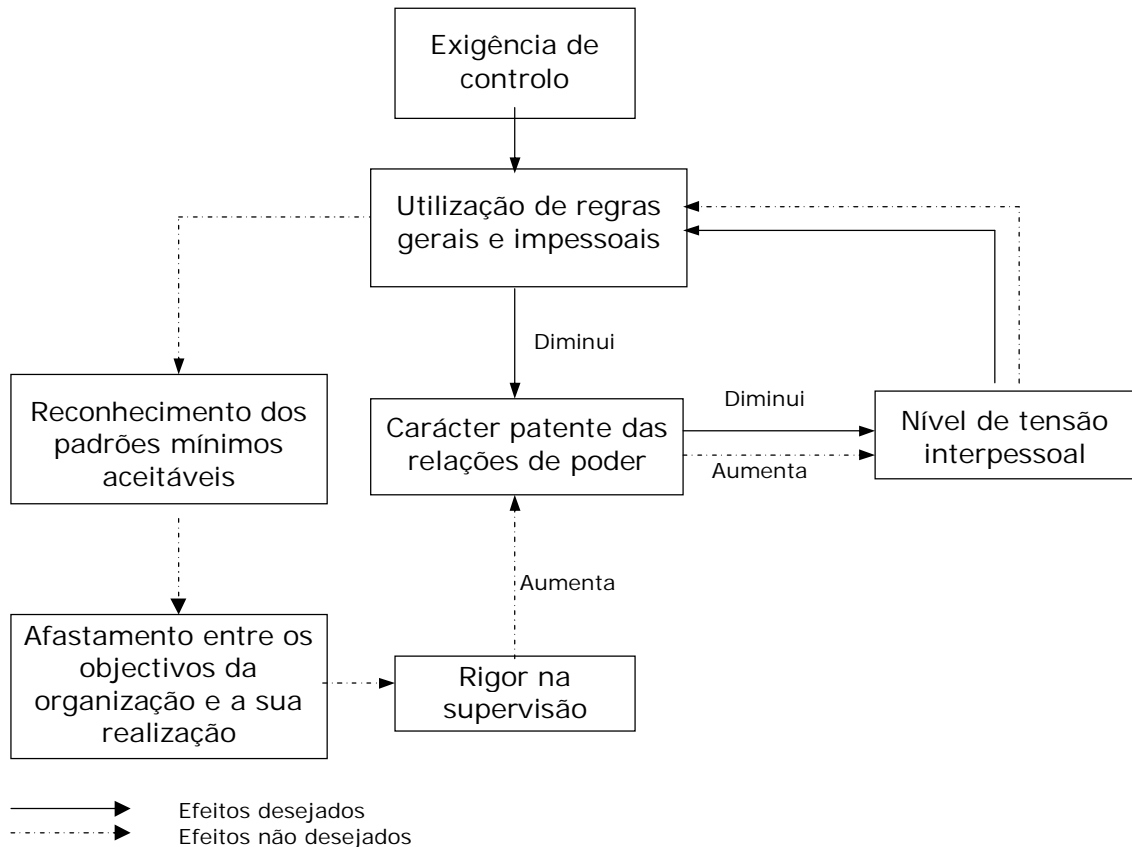 Exigência de
controlo
Utilização de regras
gerais e impessoais
Diminui
Reconhecimento dos
padrões mínimos
aceitáveis
Carácter patente das
relações de poder
Diminui
Aumenta
Nível de tensão
interpessoal
Aumenta
Afastamento entre os
objectivos da
organização e a sua
realização
Rigor na
supervisão
Efeitos desejados
Efeitos não desejados